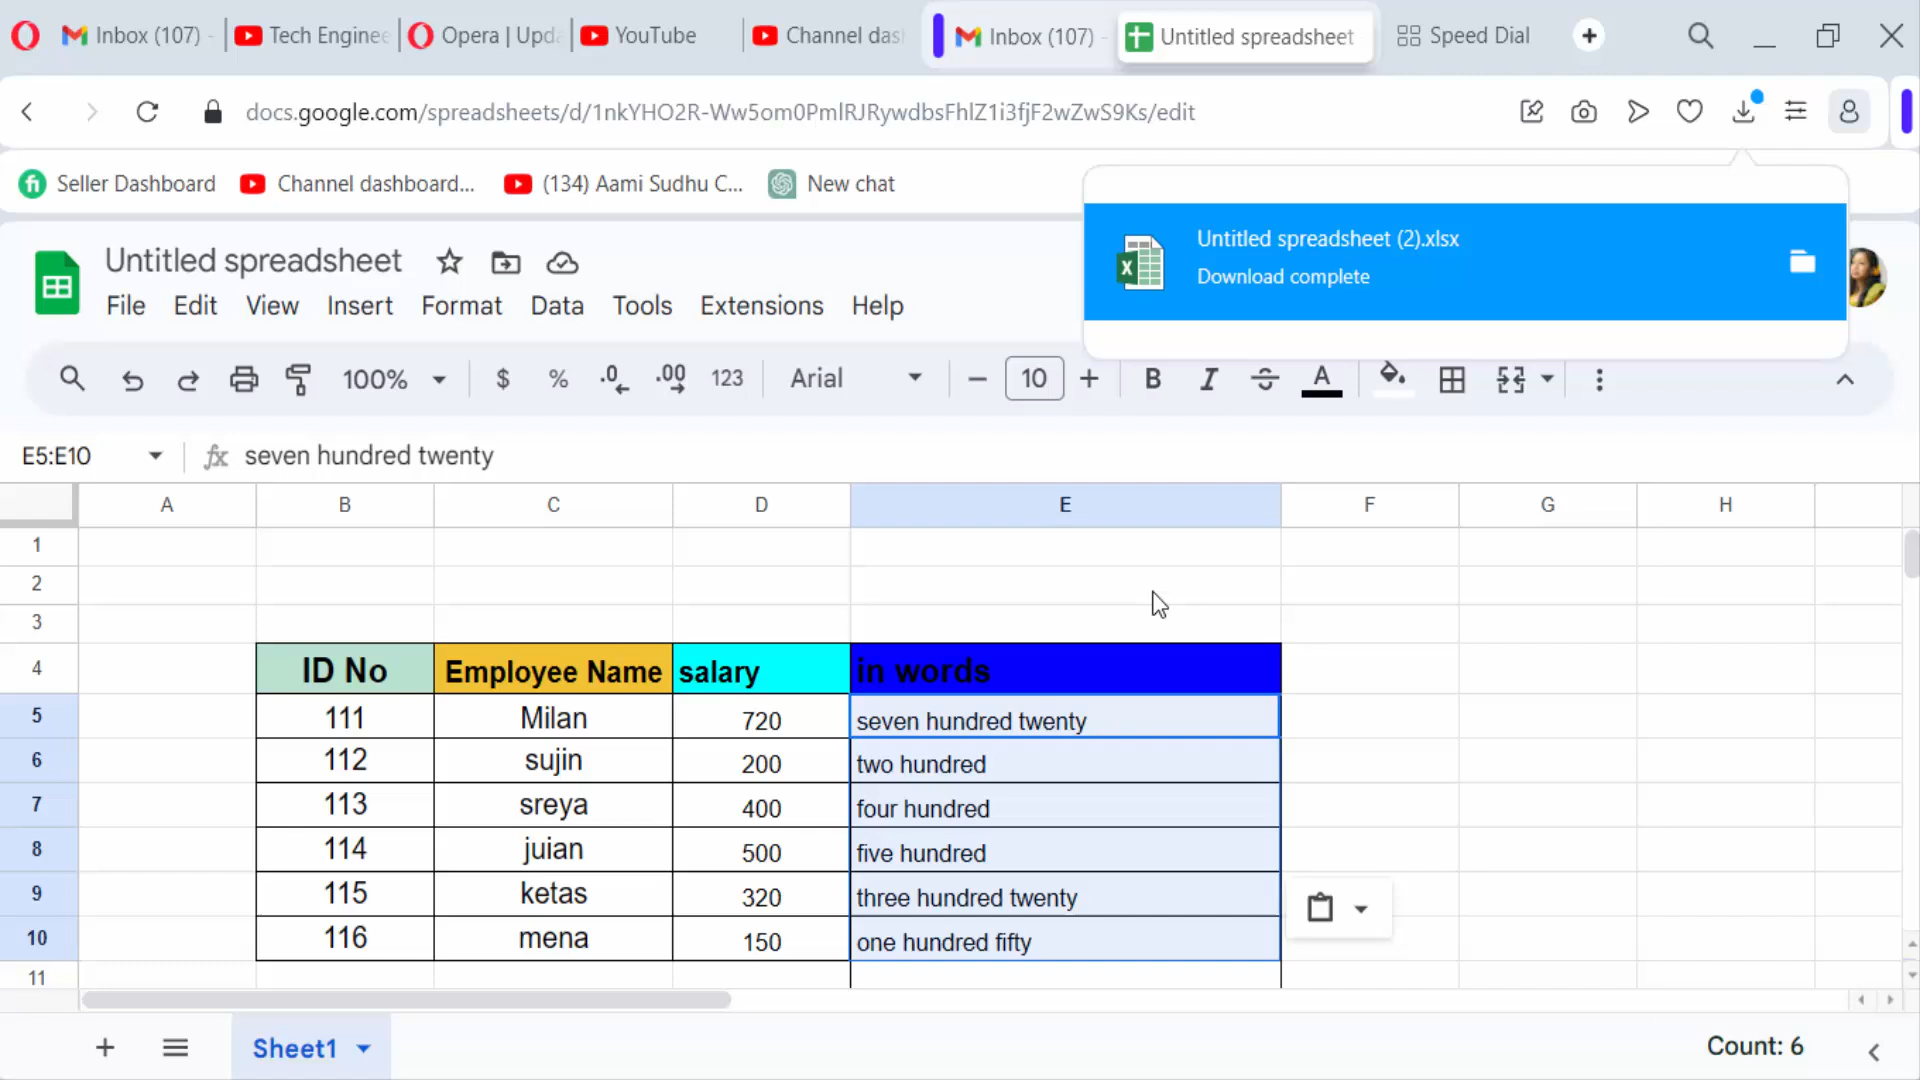 Inbox (107) - Tech Enginee Opera | Upda YouTube Channel das Inbox (107) - Untitled spreadsheet Speed Dial
docs.google.com/spreadsheets/d/1nkYHO2R-Ww5om0PmlRJRywdbsFhlZ1i3fjF2wZwS9Ks/edit
Seller Dashboard Channel dashboard... (134) Aami Sudhu C... New chat
Untitled spreadsheet (2).xlsx
Download complete
Untitled spreadsheet
File Edit View Insert Format Data Tools Extensions Help
100% $ % .0 .00 123 Arial 10 B I S A
E5:E10 fx seven hundred twenty
A B C D E F G H
1
2
3
4 ID No Employee Name salary in words
5 111 Milan 720 seven hundred twenty
6 112 sujin 200 two hundred
7 113 sreya 400 four hundred
8 114 juian 500 five hundred
9 115 ketas 320 three hundred twenty
10 116 mena 150 one hundred fifty
11
Sheet1 Count: 6